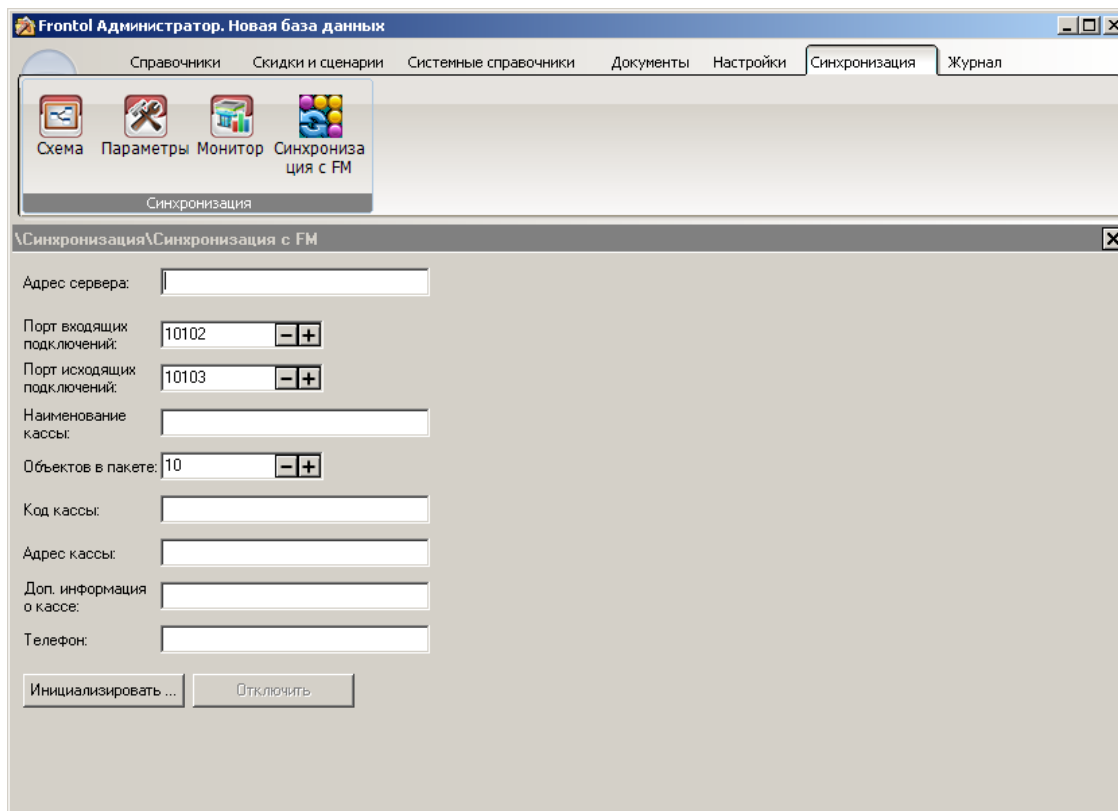 Frontol Администратор. Новая база данных
Справочники Скидки и сценарии Системные справочники Документы Настройки Синхронизация Журнал
Схема Параметры Монитор Синхрониза
ция с FM
Синхронизация
\Синхронизация\Синхронизация с FM
Адрес сервера:
Порт входящих
подключений: 10102
Порт исходящих
подключений: 10103
Наименование
кассы:
Объектов в пакете: 10
Код кассы:
Адрес кассы:
Доп. информация
о кассе:
Телефон:
Инициализировать ... Отключить